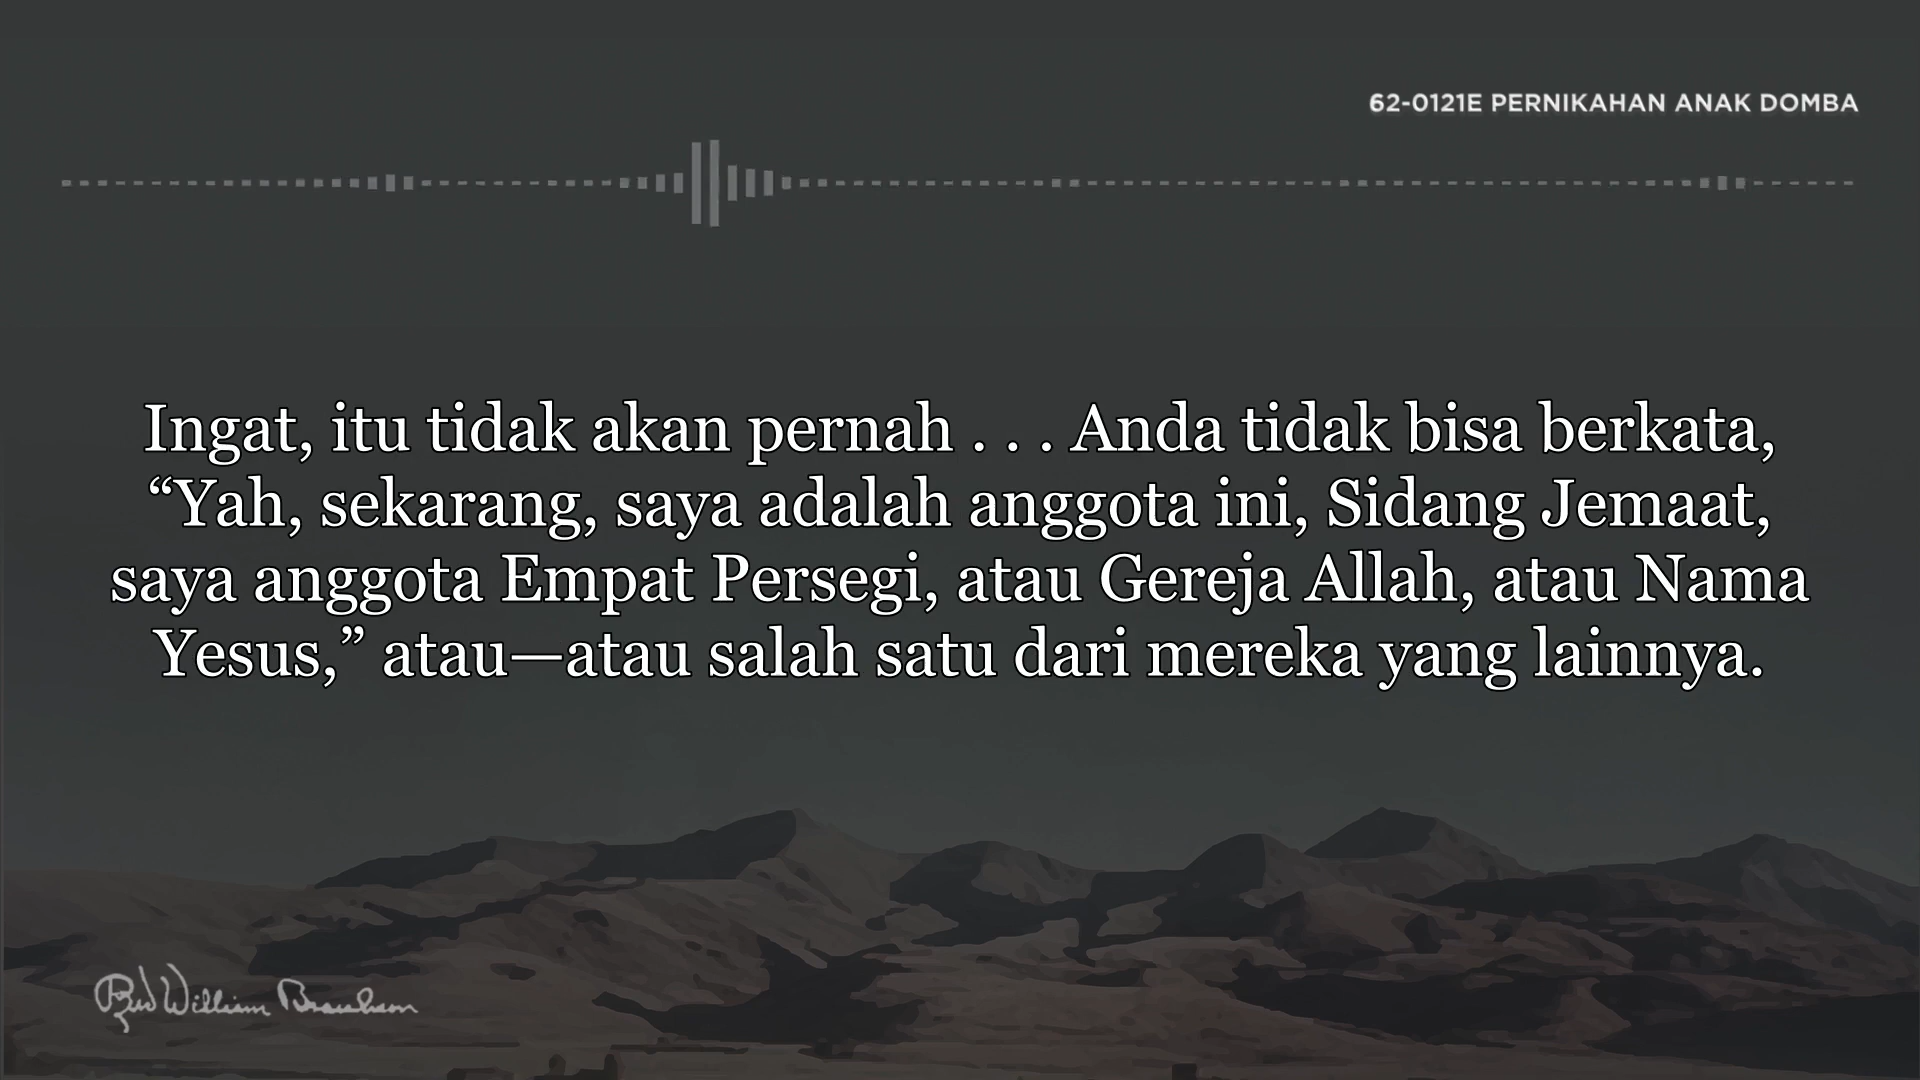 62-0121E PERNIKAHAN ANAK DOMBA
Ingat, itu tidak akan pernah . . . Anda tidak bisa berkata,
“Yah, sekarang, saya adalah anggota ini, Sidang Jemaat,
saya anggota Empat Persegi, atau Gereja Allah, atau Nama
Yesus,” atau—atau salah satu dari mereka yang lainnya.
Rev William Branham